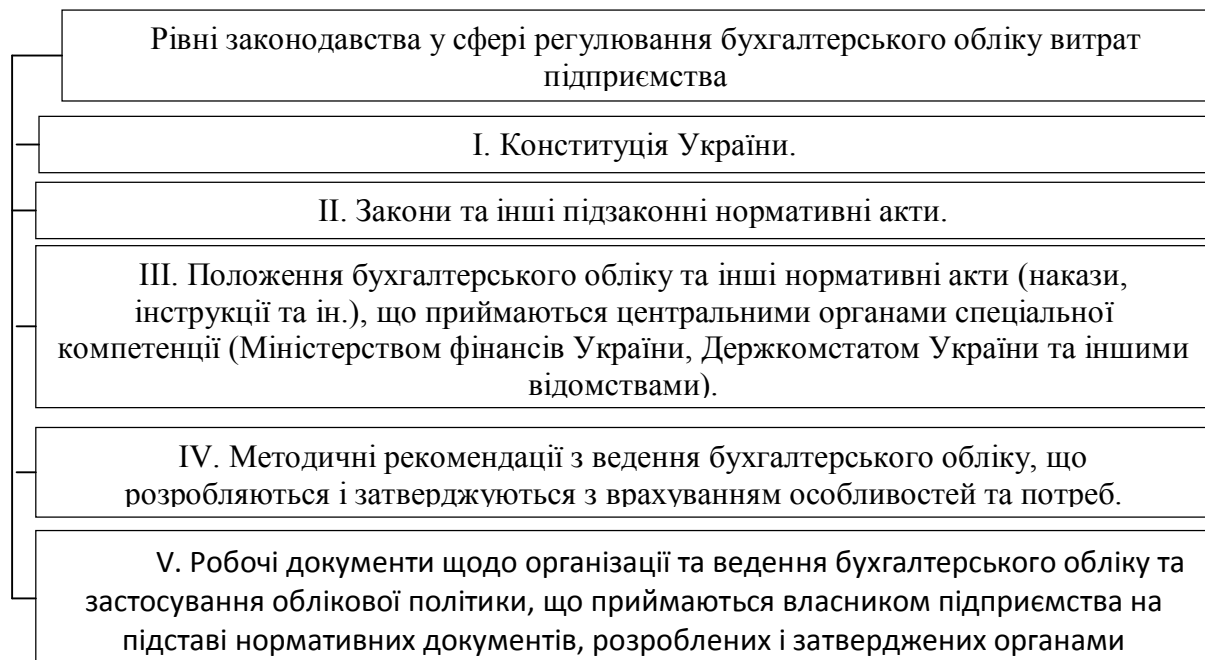 Рівні законодавства у сфері регулювання бухгалтерського обліку витрат
підприємства
I. Конституція України.
II. Закони та інші підзаконні нормативні акти.
III. Положення бухгалтерського обліку та інші нормативні акти (накази,
інструкції та ін.), що приймаються центральними органами спеціальної
компетенції (Міністерством фінансів України, Держкомстатом України та іншими
відомствами).
IV. Методичні рекомендації з ведення бухгалтерського обліку, що
розробляються і затверджуються з врахуванням особливостей та потреб.
V. Робочі документи щодо організації та ведення бухгалтерського обліку та
застосування облікової політики, що приймаються власником підприємства на
підставі нормативних документів, розроблених і затверджених органами